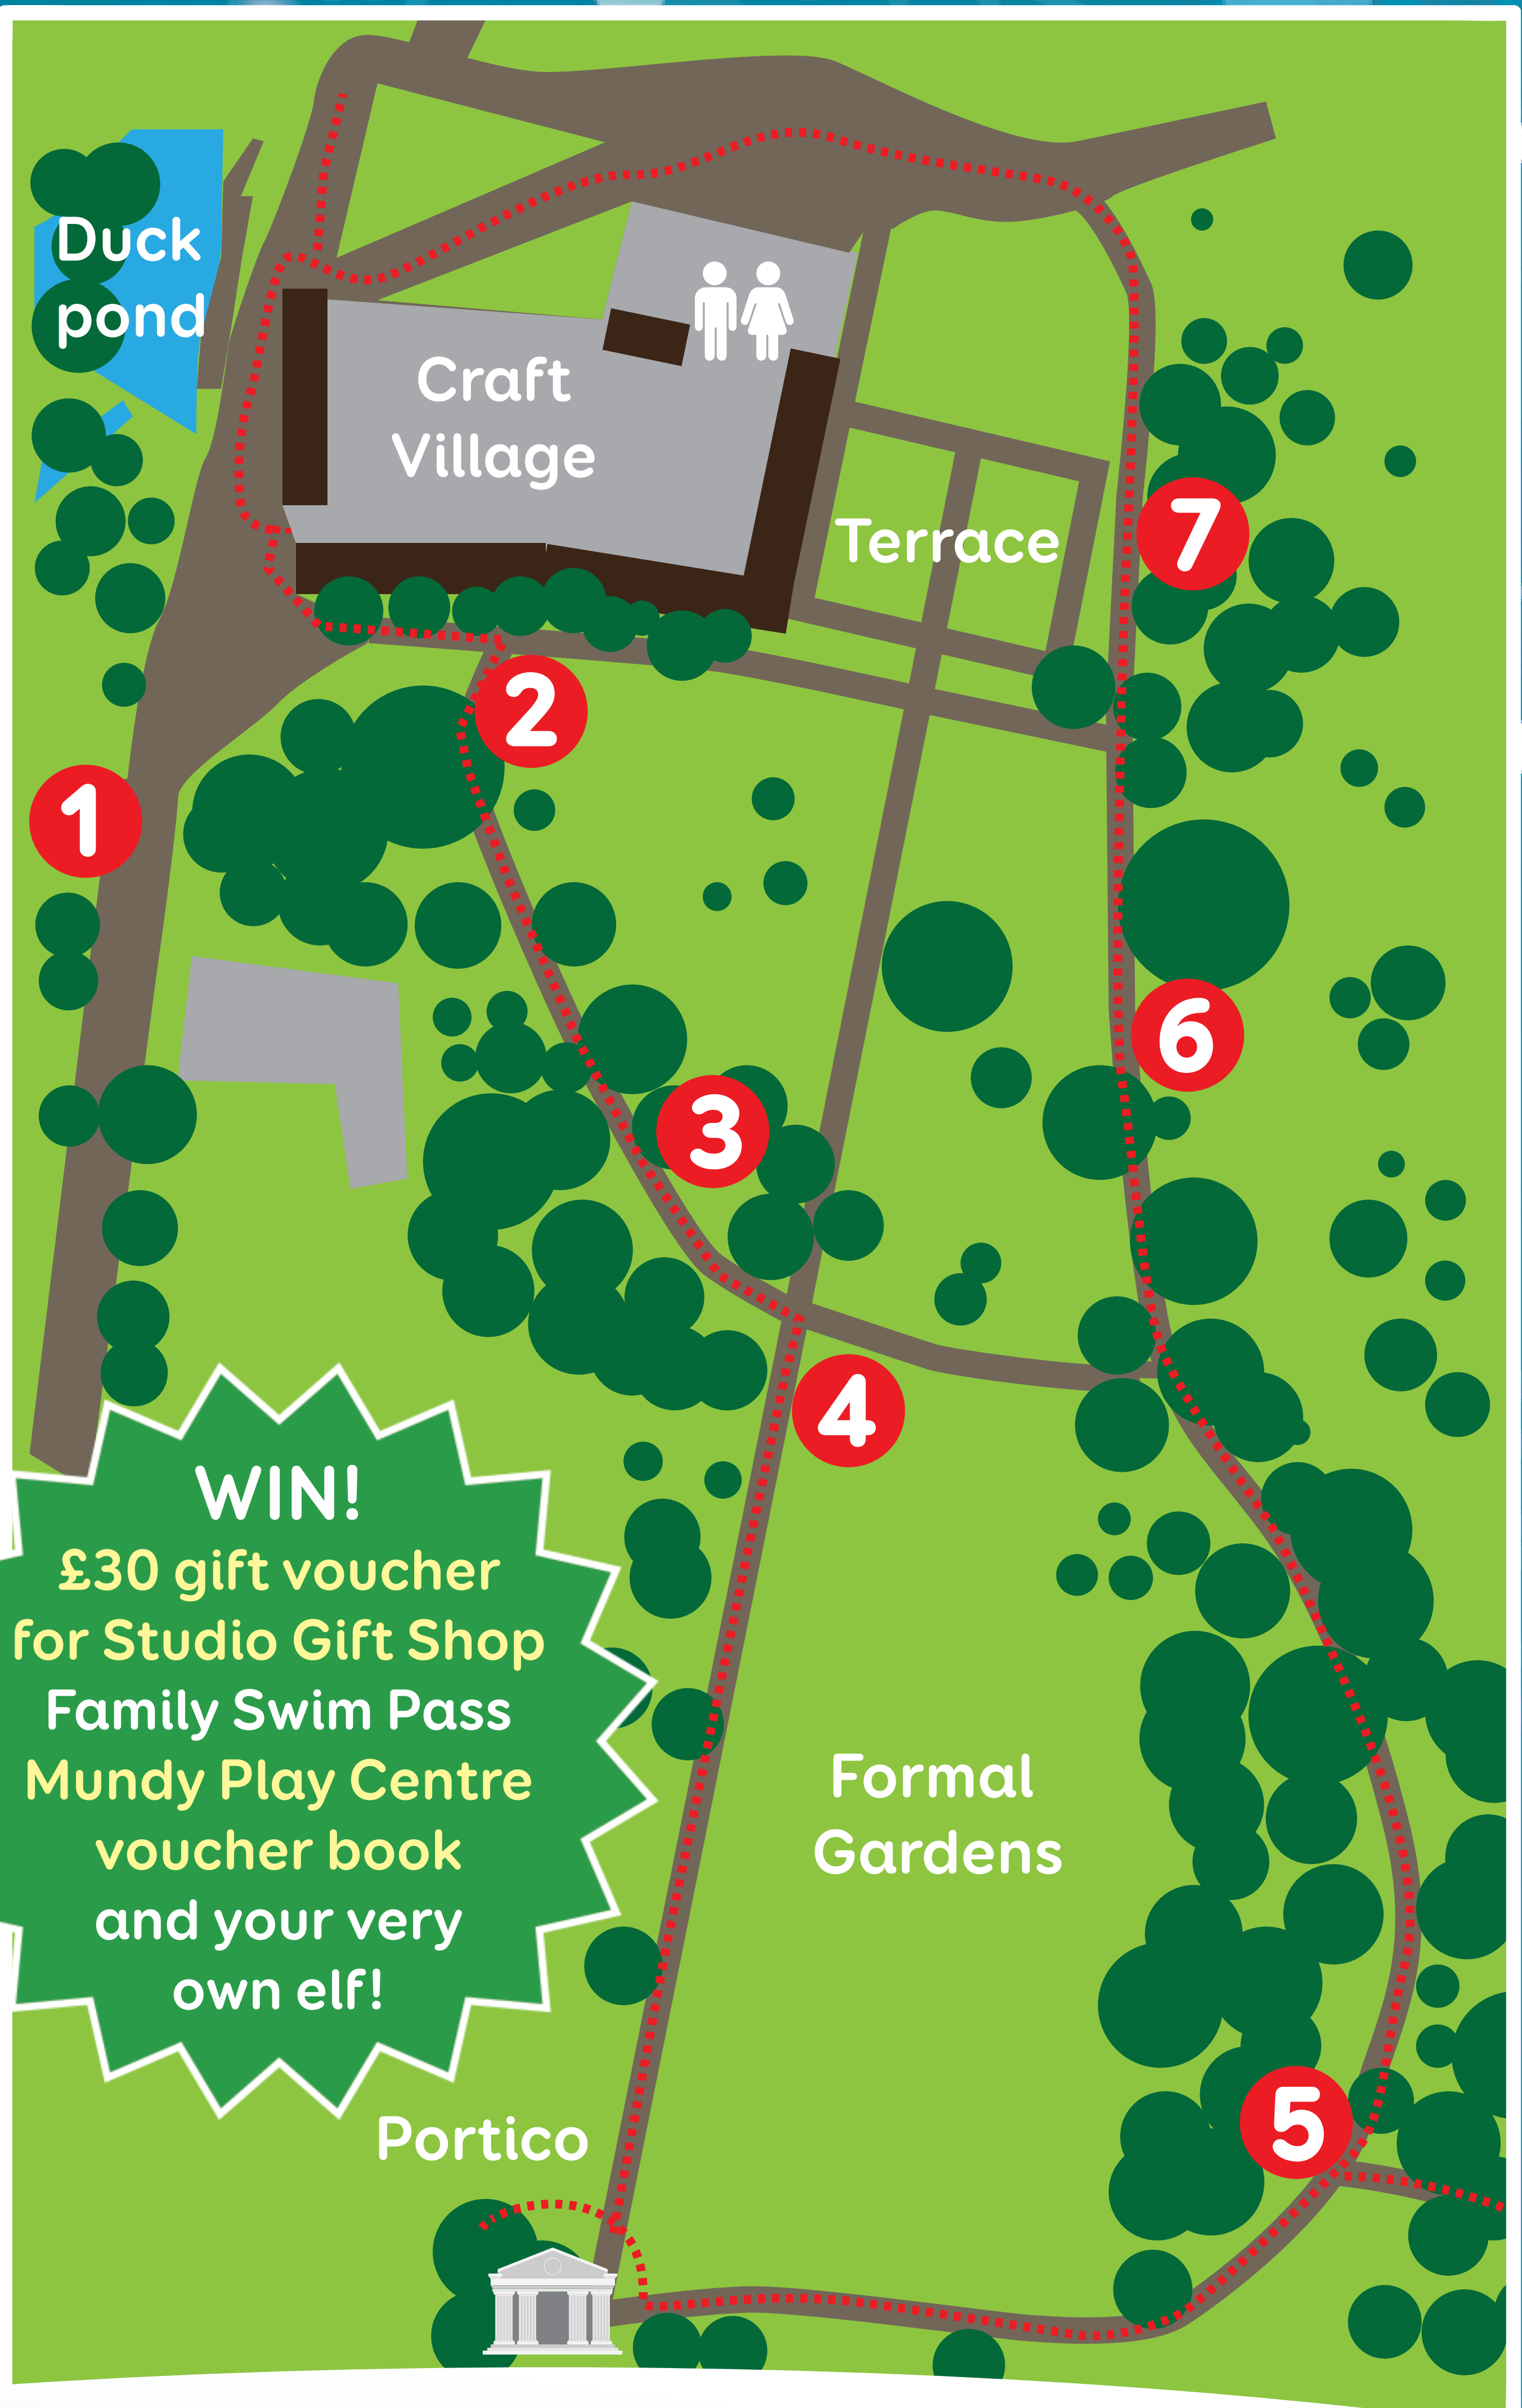 Duck
pond
Craft
Village
Terrace
7
2
1
6
3
4
WIN!
£30 gift voucher
for Studio Gift Shop
Family Swim Pass
Mundy Play Centre
voucher book
and your very
own elf!
Formal
Gardens
5
Portico